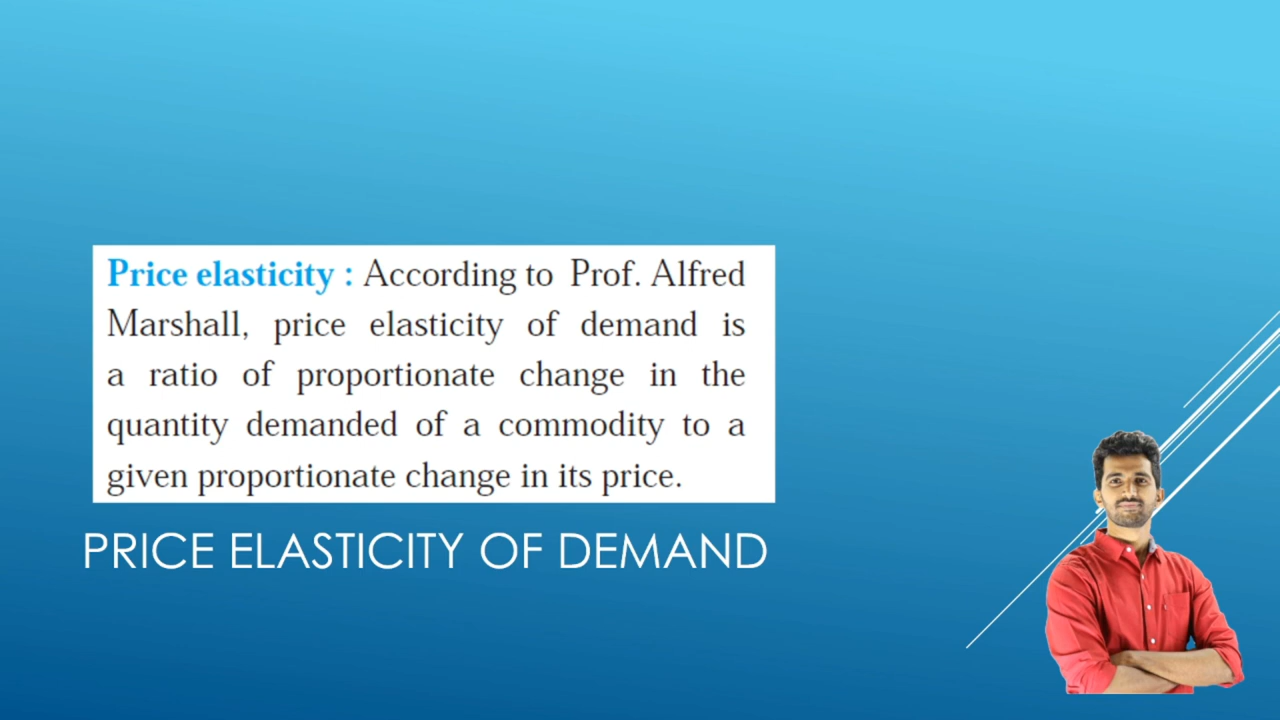 Price elasticity : According to Prof. Alfred
Marshall, price elasticity of demand is
a ratio of proportionate change in the
quantity demanded of a commodity to a
given proportionate change in its price.
PRICE ELASTICITY OF DEMAND